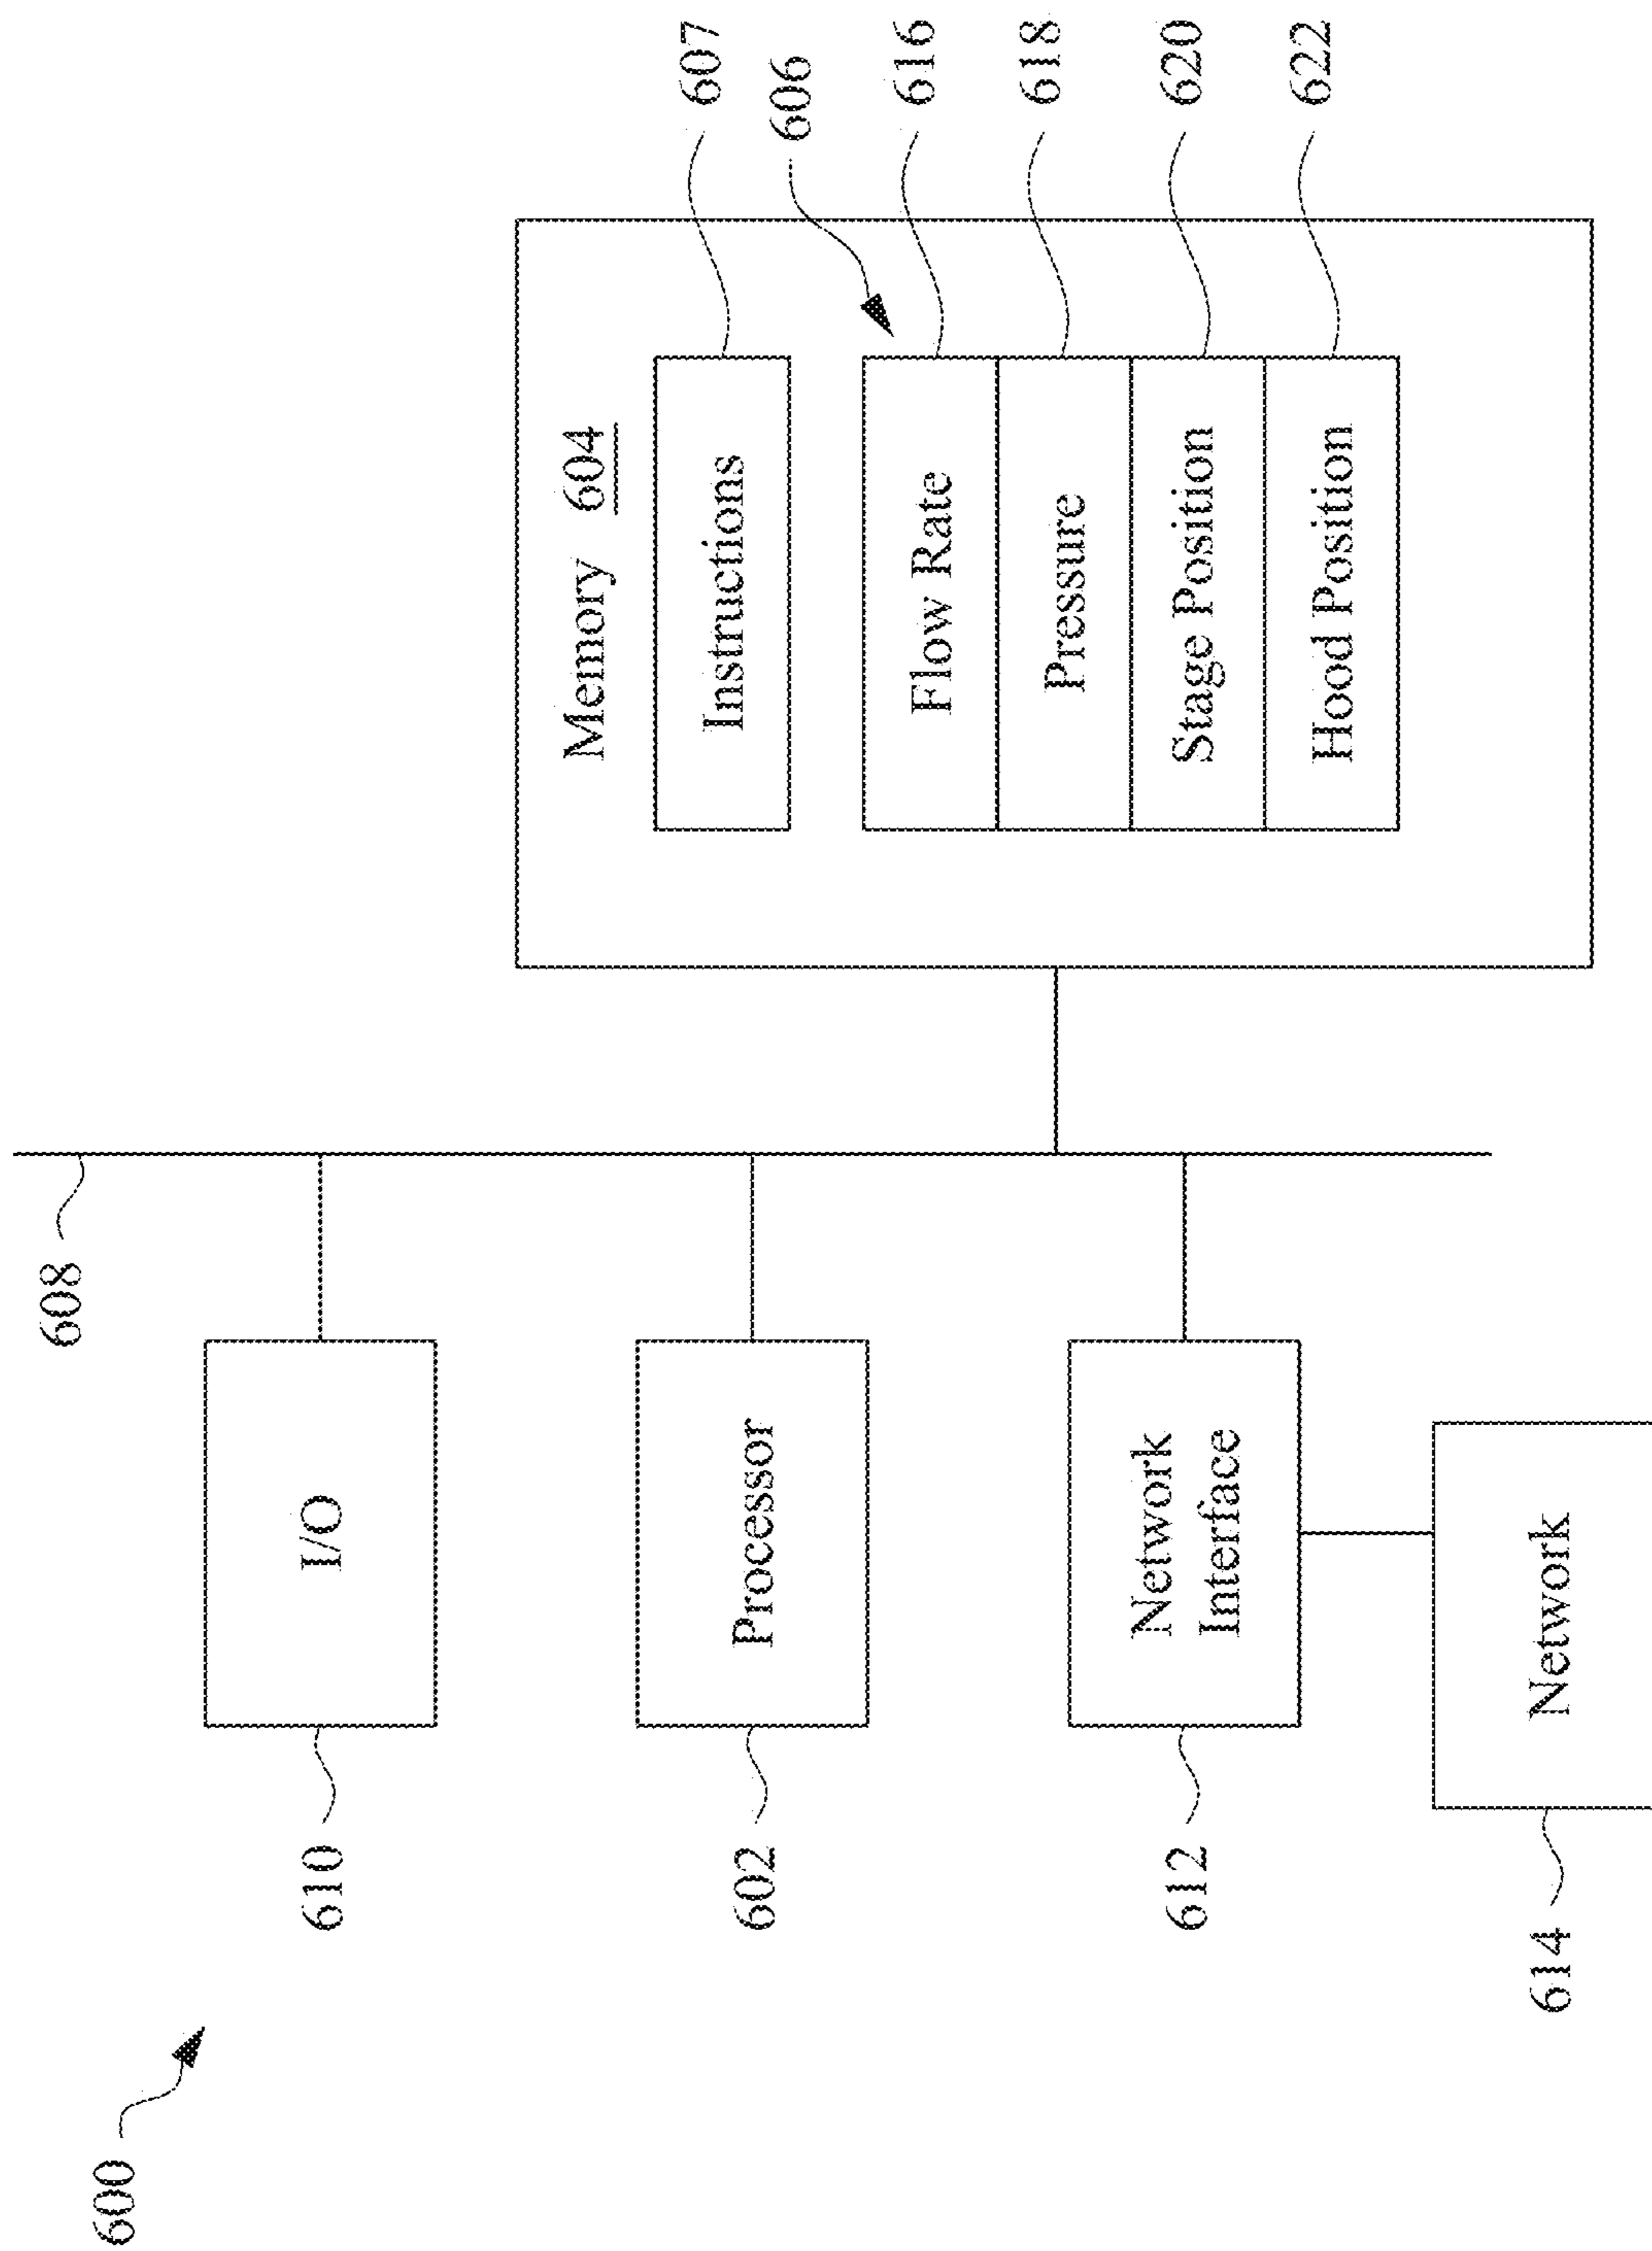 600
608
610
I/O
602
Processor
612
Network
Interface
614
Network
Memory 604
Instructions
607
606
Flow Rate
616
Pressure
618
Stage Position
620
Hood Position
622